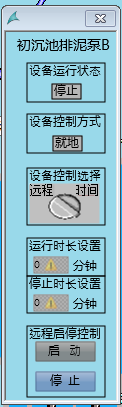 初沉池排泥泵B
设备运行状态
停止
设备控制方式
就地
设备控制选择
远程 时间
运行时长设置
0 分钟
停止时长设置
0 分钟
远程启停控制
启 动
停 止